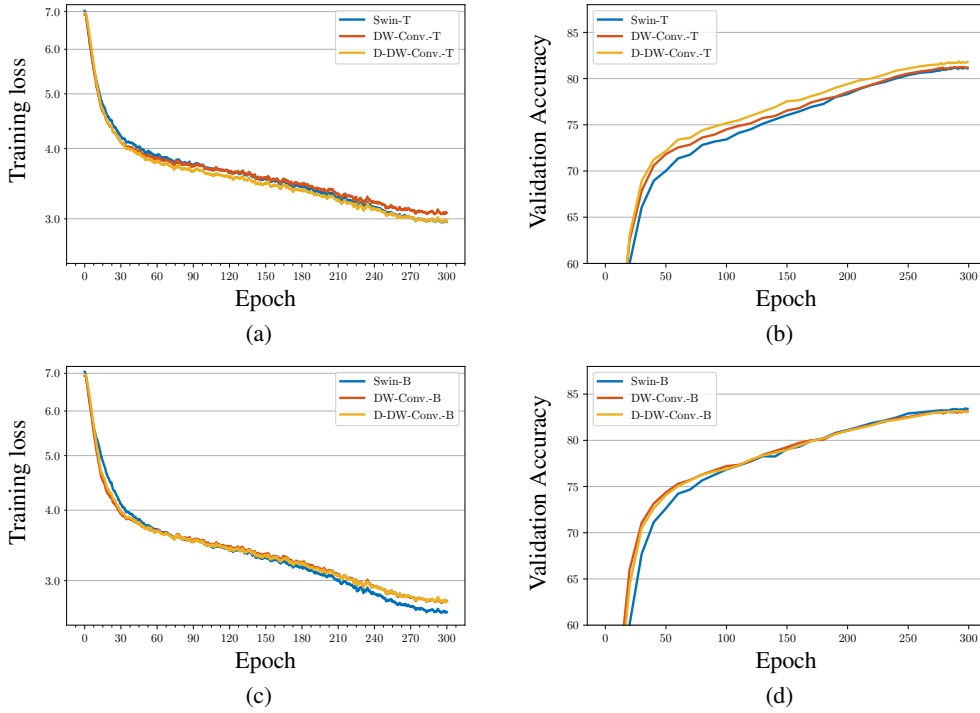 7.0
6.0
5.0
4.0
3.0
Training loss
Swin-T
DW-Conv.-T
D-DW-Conv.-T
0 30 60 90 120 150 180 210 240 270 300
Epoch
(a)
85
80
75
70
65
60
Validation Accuracy
Swin-T
DW-Conv.-T
D-DW-Conv.-T
0 50 100 150 200 250 300
Epoch
(b)
7.0
6.0
5.0
4.0
3.0
Training loss
Swin-B
DW-Conv.-B
D-DW-Conv.-B
0 30 60 90 120 150 180 210 240 270 300
Epoch
(c)
85
80
75
70
65
60
Validation Accuracy
Swin-B
DW-Conv.-B
D-DW-Conv.-B
0 50 100 150 200 250 300
Epoch
(d)